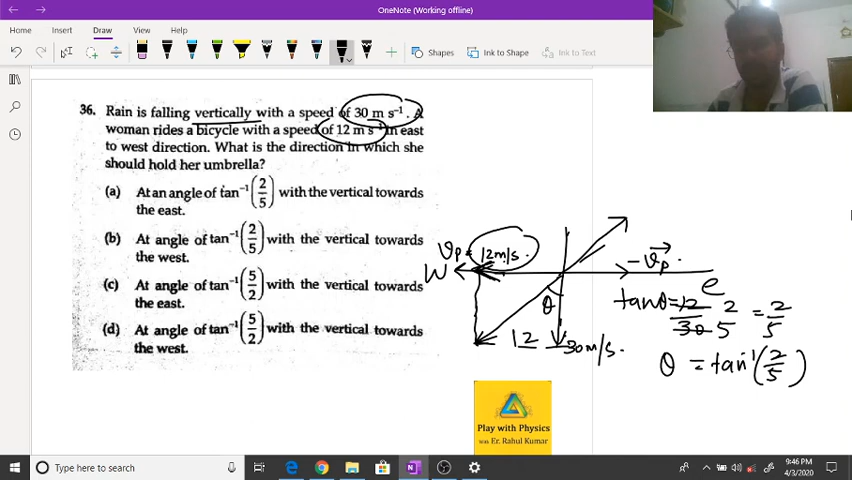 OneNote (Working offline)
Home Insert Draw View Help
Shapes Ink to Shape Ink to Text
36. Rain is falling vertically with a speed of 30 m s⁻¹. A
woman rides a bicycle with a speed of 12 m s⁻¹ in east
to west direction. What is the direction in which she
should hold her umbrella?
(a) At an angle of tan⁻¹(2/5) with the vertical towards
the east.
(b) At angle of tan⁻¹(2/5) with the vertical towards
the west.
(c) At angle of tan⁻¹(5/2) with the vertical towards
the east.
(d) At angle of tan⁻¹(5/2) with the vertical towards
the west.
vp = 12m/s.
W
-vp.
e
θ
12
30m/s.
tanθ = 12/30 2/5 = 2/5
θ = tan⁻¹(2/5)
Play with Physics
With Er. Rahul Kumar
Type here to search
9:46 PM
4/3/2020